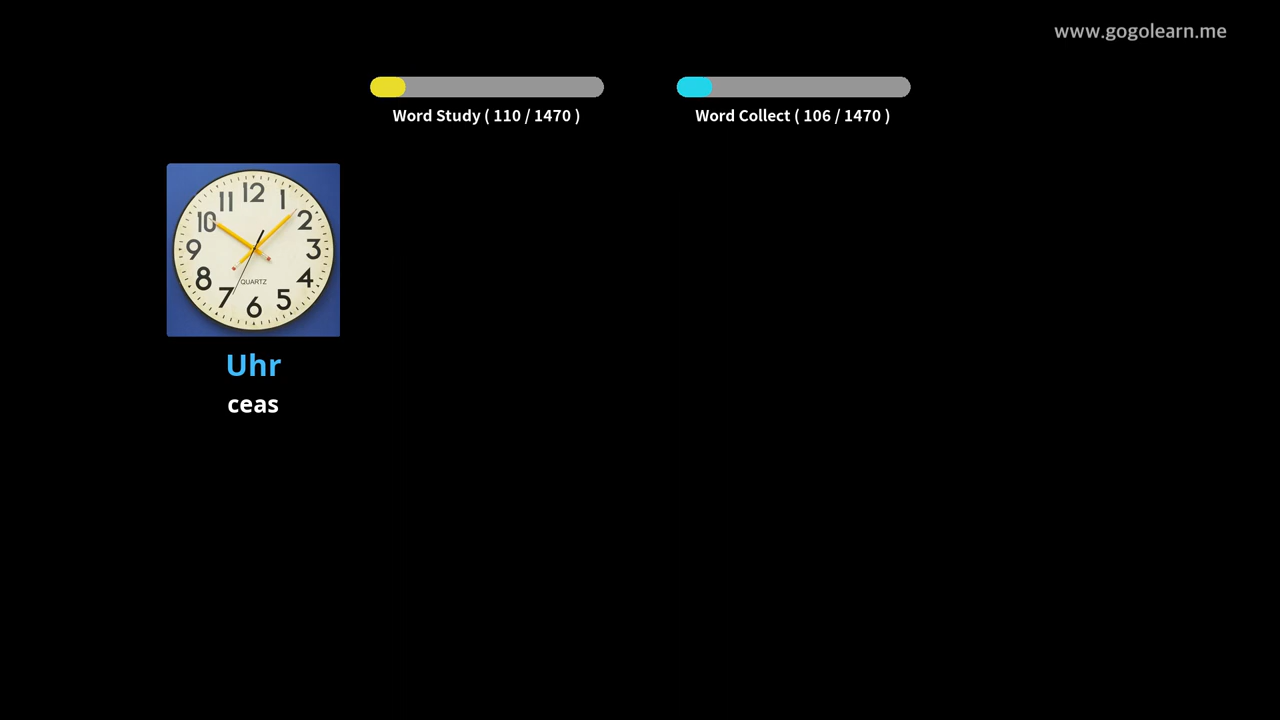 www.gogolearn.me
Word Study ( 110 / 1470 )
Word Collect ( 106 / 1470 )
12
11 1
10 2
9 3
8 4
QUARTZ
7 5
6
Uhr
ceas